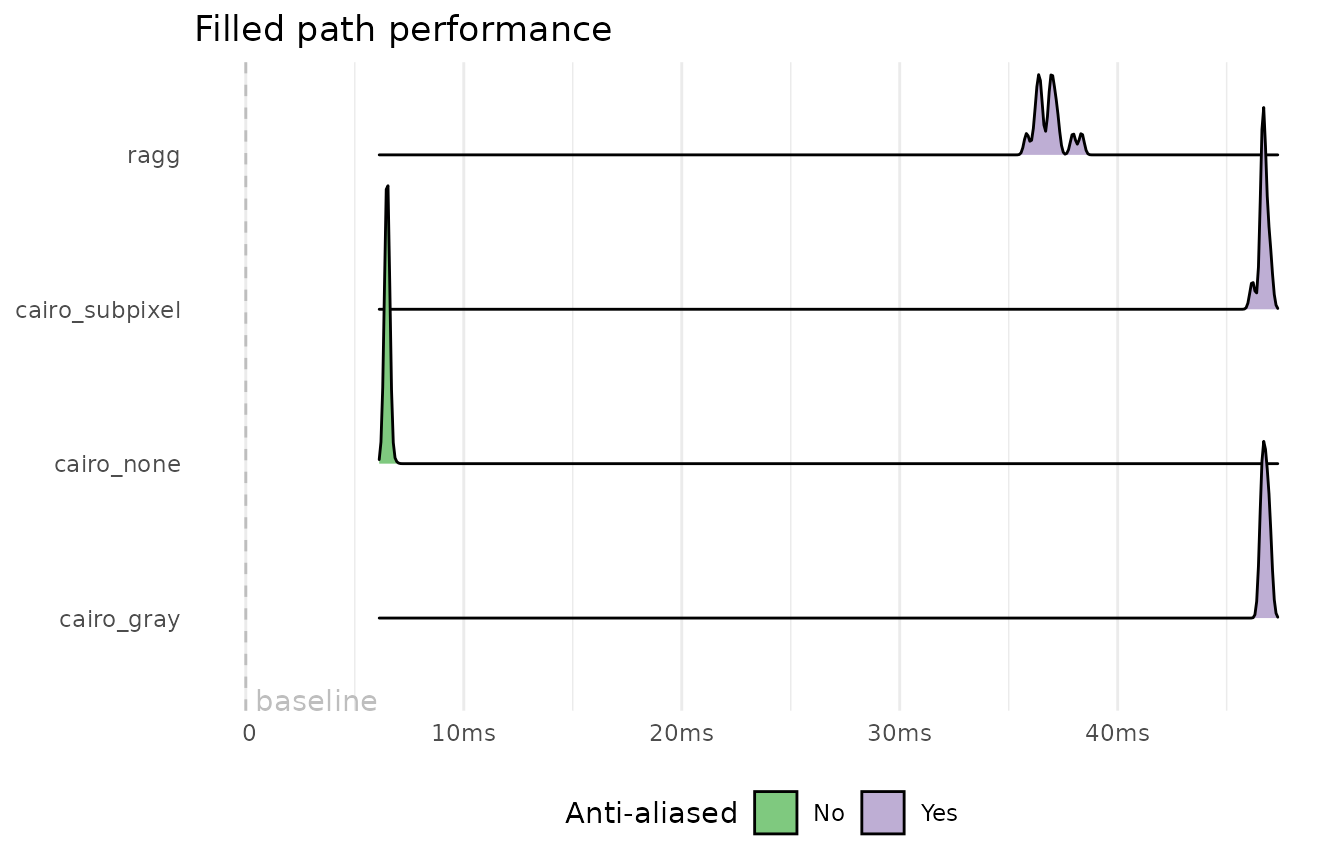 Filled path performance
ragg
cairo_subpixel
cairo_none
cairo_gray
baseline
0 10ms 20ms 30ms 40ms
Anti-aliased No Yes